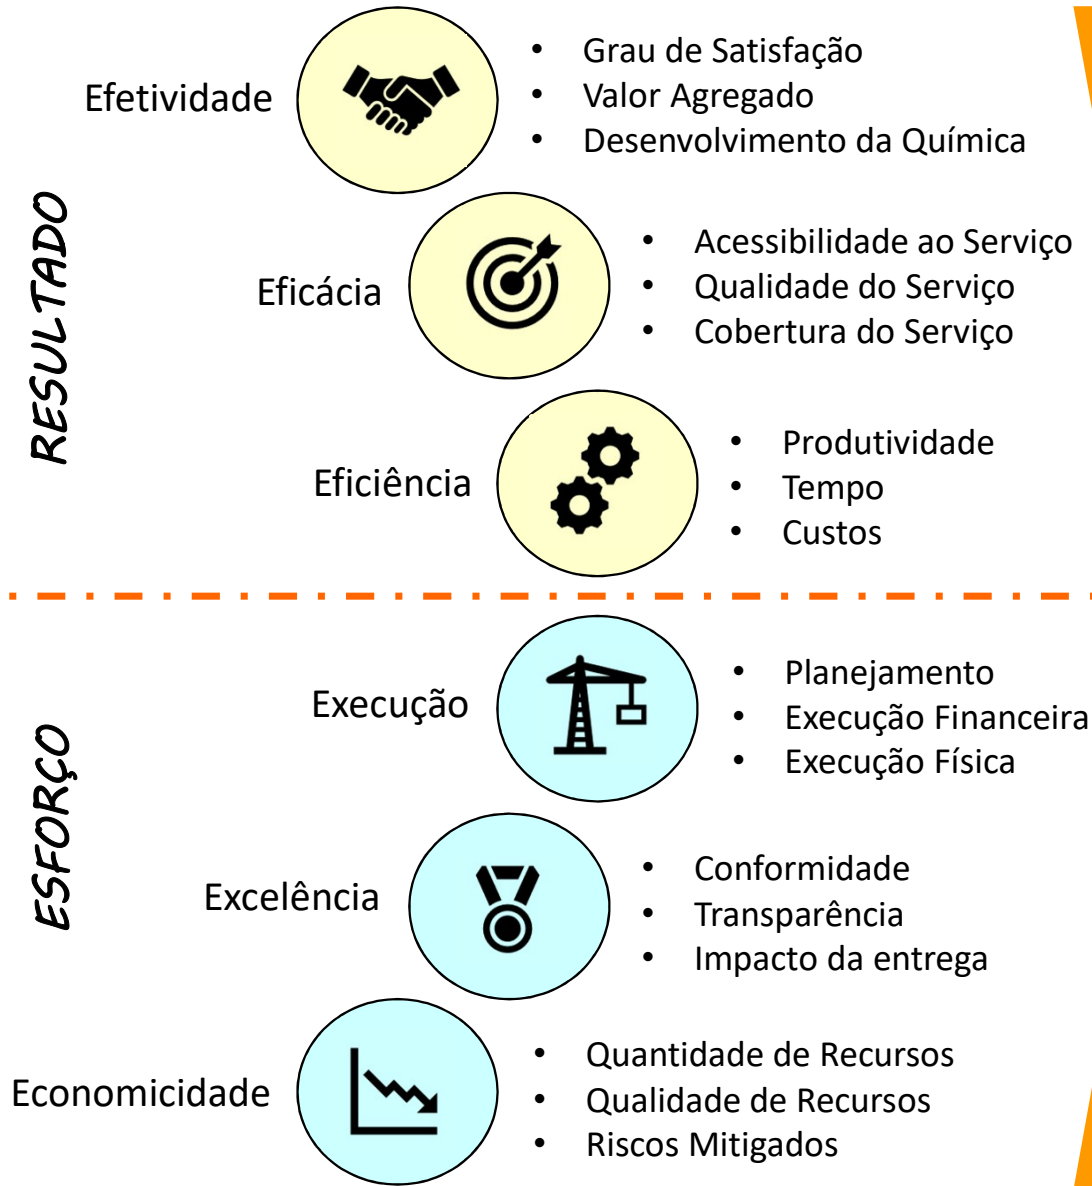 Efetividade
• Grau de Satisfação
• Valor Agregado
• Desenvolvimento da Química
RESULTADO
Eficácia
• Acessibilidade ao Serviço
• Qualidade do Serviço
• Cobertura do Serviço
Eficiência
• Produtividade
• Tempo
• Custos
ESFORÇO
Execução
• Planejamento
• Execução Financeira
• Execução Física
Excelência
• Conformidade
• Transparência
• Impacto da entrega
Economicidade
• Quantidade de Recursos
• Qualidade de Recursos
• Riscos Mitigados